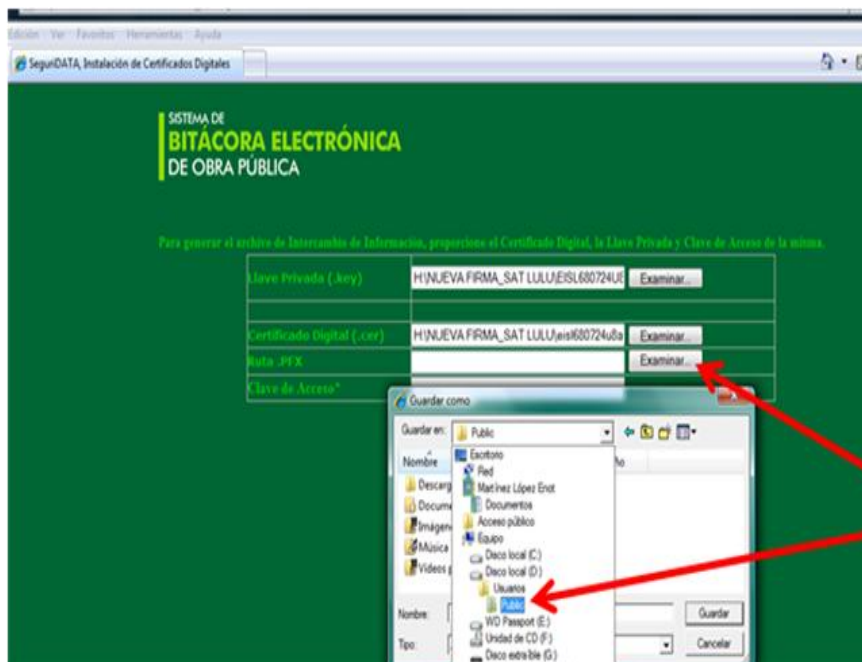 Edición Ver Favoritos Herramientas Ayuda
SeguriDATA, Instalación de Certificados Digitales
SISTEMA DE
BITÁCORA ELECTRÓNICA
DE OBRA PÚBLICA
Para generar el archivo de Intercambio de Información, proporcione el Certificado Digital, la Llave Privada y Clave de Acceso de la misma.
Llave Privada (.key) H:\NUEVA FIRMA_SAT LULU\EISL680724U8 Examinar...
Certificado Digital (.cer) H:\NUEVA FIRMA_SAT LULU\eisl680724u8a Examinar...
Ruta .PFX Examinar...
Clave de Acceso*
Guardar como
Guardar en: Public
Nombre
Descarg
Docume
Imágen
Música
Vídeos p
Escritorio
Red
Martínez López Enot
Documentos
Acceso público
Equipo
Disco local (C:)
Disco local (D:)
Usuarios
Public
WD Passport (E:)
Unidad de CD (F:)
Disco extraíble (G:)
Nombre: Guardar
Tipo: Cancelar